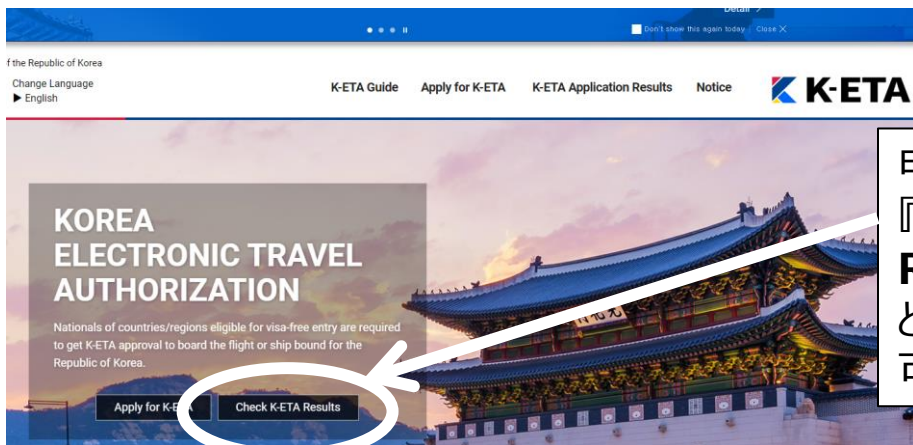 Detail >
Don't show this again today Close X
f the Republic of Korea
Change Language
▶ English
K-ETA Guide Apply for K-ETA K-ETA Application Results Notice
K-ETA
KOREA
ELECTRONIC TRAVEL
AUTHORIZATION
Nationals of countries/regions eligible for visa-free entry are required
to get K-ETA approval to board the flight or ship bound for the
Republic of Korea.
Apply for K-ETA Check K-ETA Results
『
と